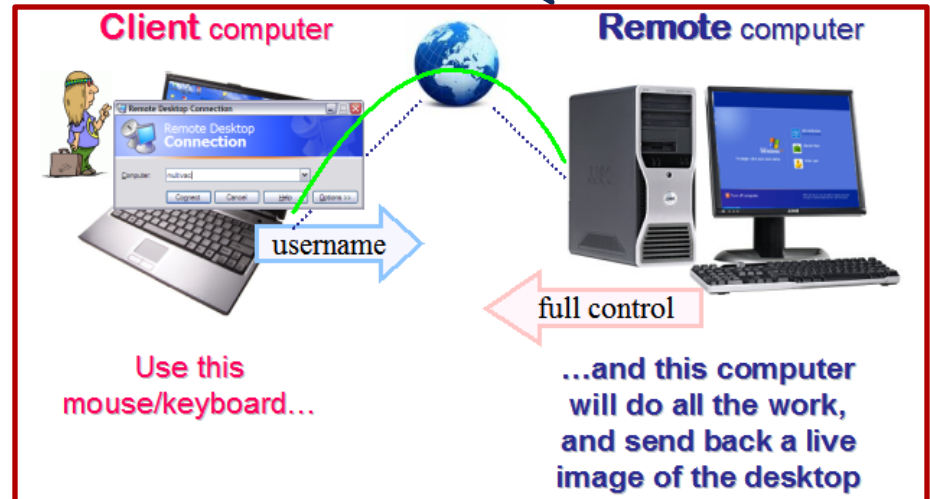 Client computer
Remote computer
Remote Desktop Connection
Remote Desktop
Connection
Computer:
multivac
Connect Cancel Help Options >>
username
full control
Use this
mouse/keyboard…
…and this computer
will do all the work,
and send back a live
image of the desktop